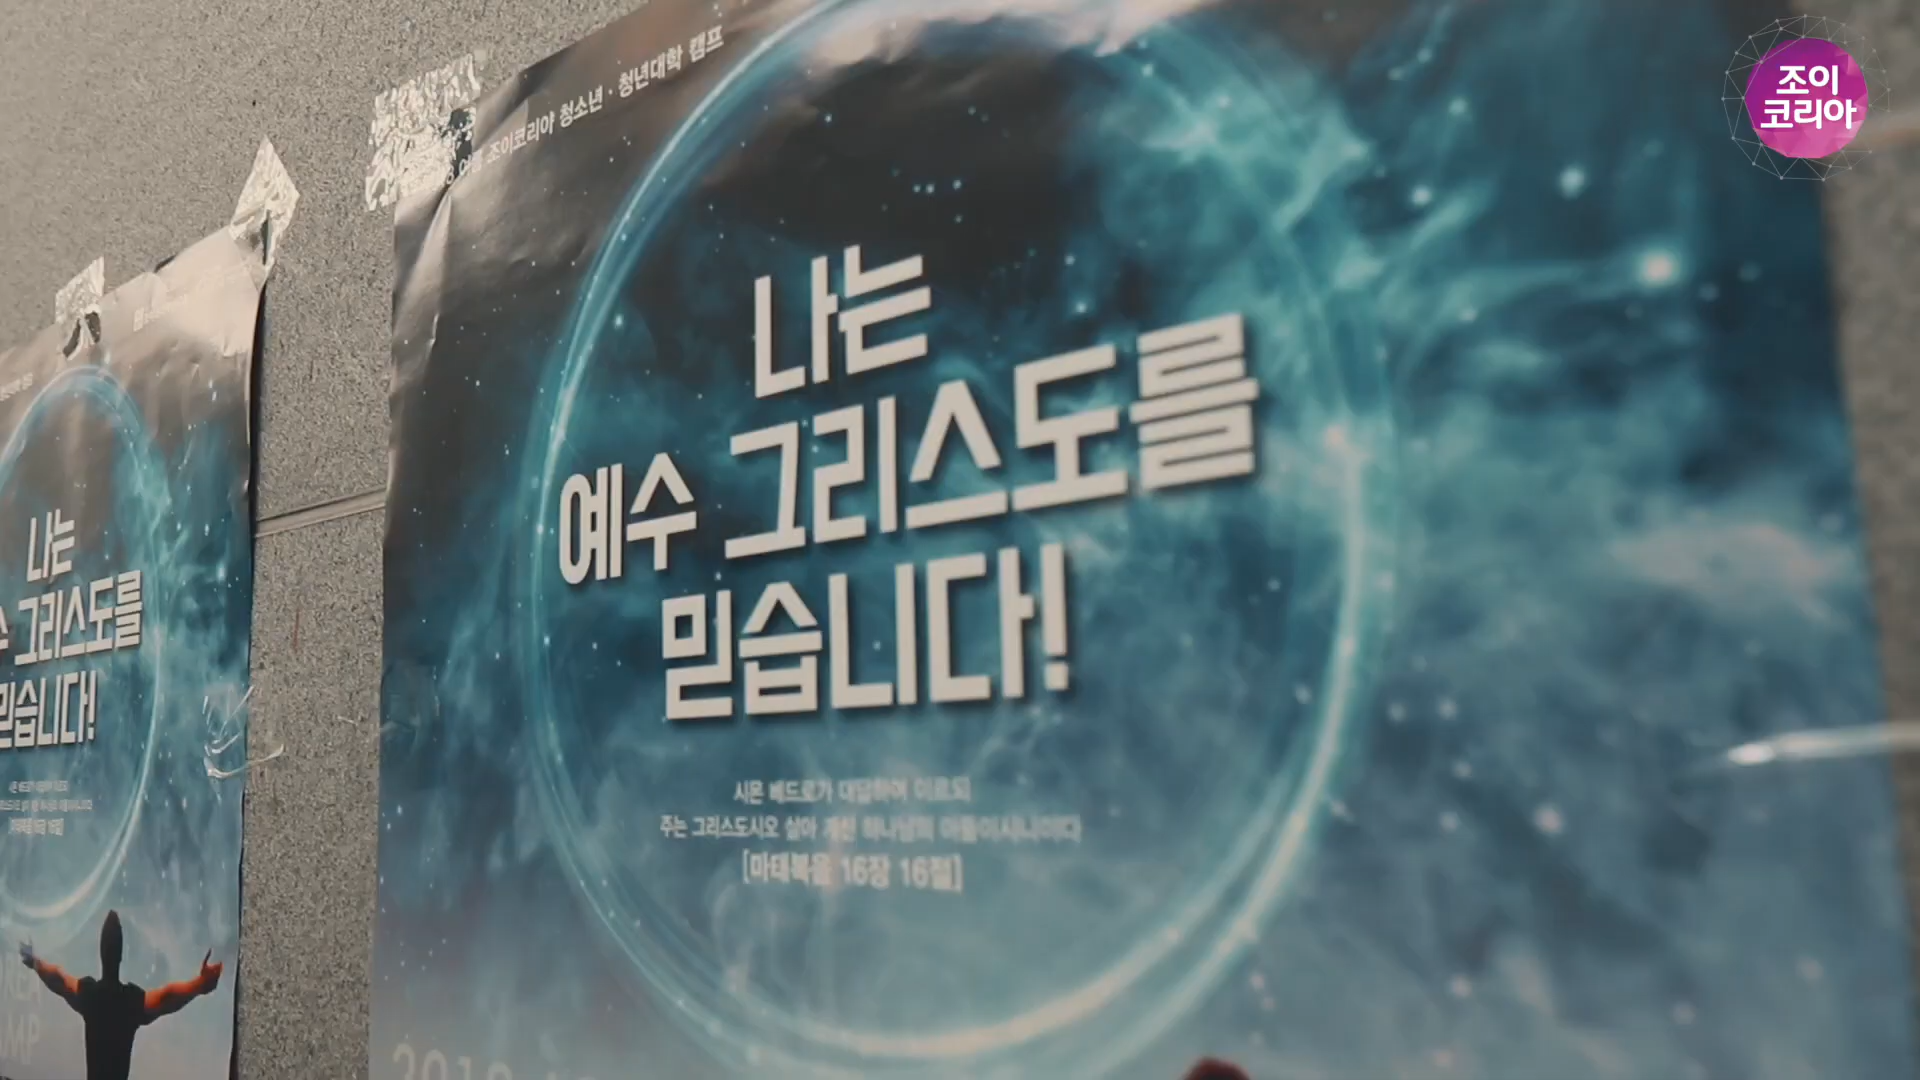 조이
코리아
여름 조이코리아 청소년 · 청년대학 캠프
나는
예수 그리스도를
믿습니다!
시몬 베드로가 대답하여 이르되
주는 그리스도시오 살아 계신 하나님의 아들이시니이다
[마태복음 16장 16절]
나는
그리스도를
믿습니다!